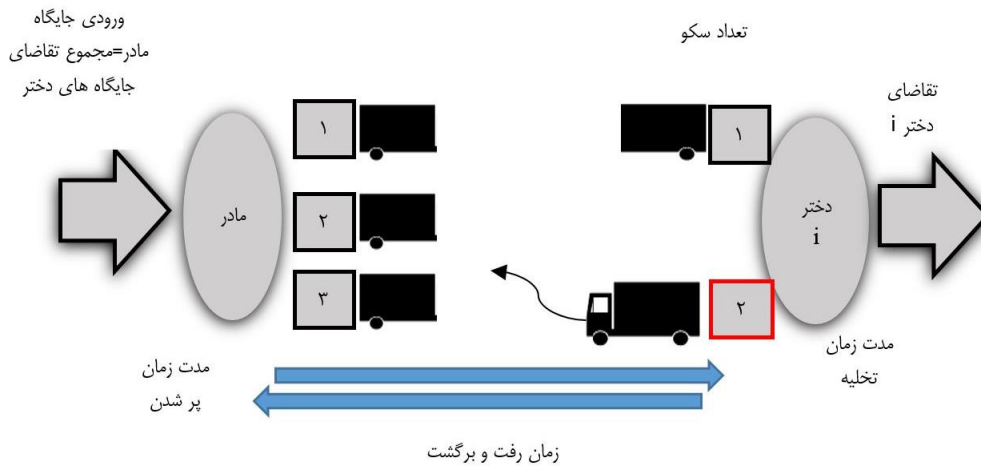 ورودی جایگاه
مادر=مجموع تقاضای
جایگاه های دختر
تعداد سکو
تقاضای
دختر i
۱
۲
۳
مادر
۱
۲
دختر
i
مدت زمان
پر شدن
مدت زمان
تخلیه
زمان رفت و برگشت